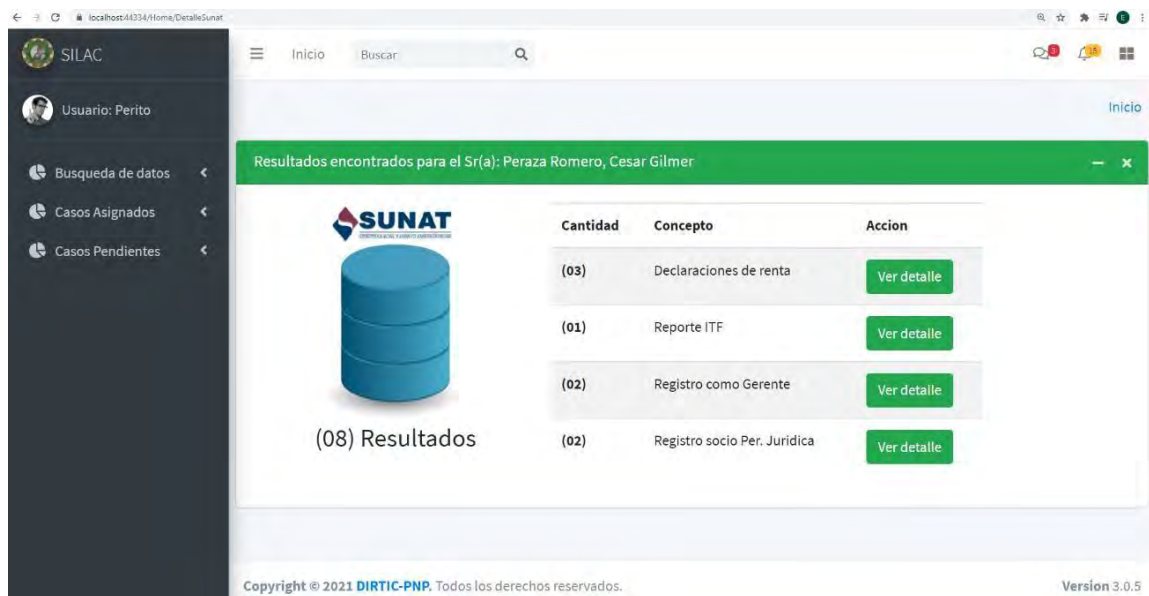 localhost:44334/Home/DetalleSunat
E
SILAC
Inicio
Buscar
3
15
Usuario: Perito
Inicio
Busqueda de datos
Casos Asignados
Casos Pendientes
Resultados encontrados para el Sr(a): Peraza Romero, Cesar Gilmer
SUNAT
(08) Resultados
Cantidad Concepto Accion
(03) Declaraciones de renta Ver detalle
(01) Reporte ITF Ver detalle
(02) Registro como Gerente Ver detalle
(02) Registro socio Per. Juridica Ver detalle
Copyright © 2021 DIRTIC-PNP. Todos los derechos reservados.
Version 3.0.5